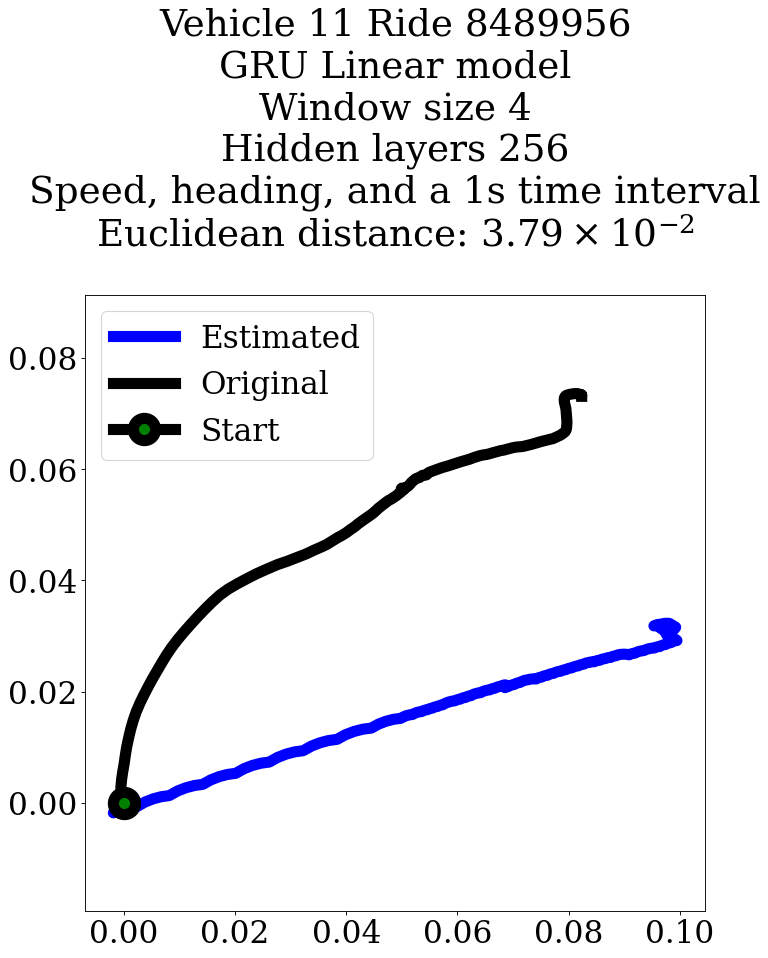 Vehicle 11 Ride 8489956
GRU Linear model
Window size 4
Hidden layers 256
Speed, heading, and a 1s time interval
Euclidean distance: 3.79 × 10⁻²
Estimated
Original
Start
0.08
0.06
0.04
0.02
0.00
0.00 0.02 0.04 0.06 0.08 0.10